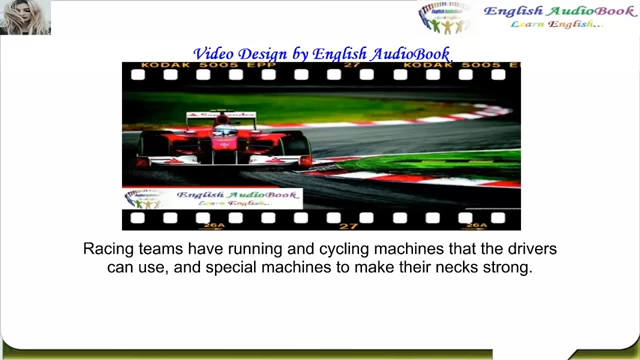 English AudioBook
Learn English...
Video Design by English AudioBook
KODAK 5005 EPP 27 KODAK 5005 EP
Santander
English AudioBook
Learn English...
26A 27 26A
Racing teams have running and cycling machines that the drivers
can use, and special machines to make their necks strong.